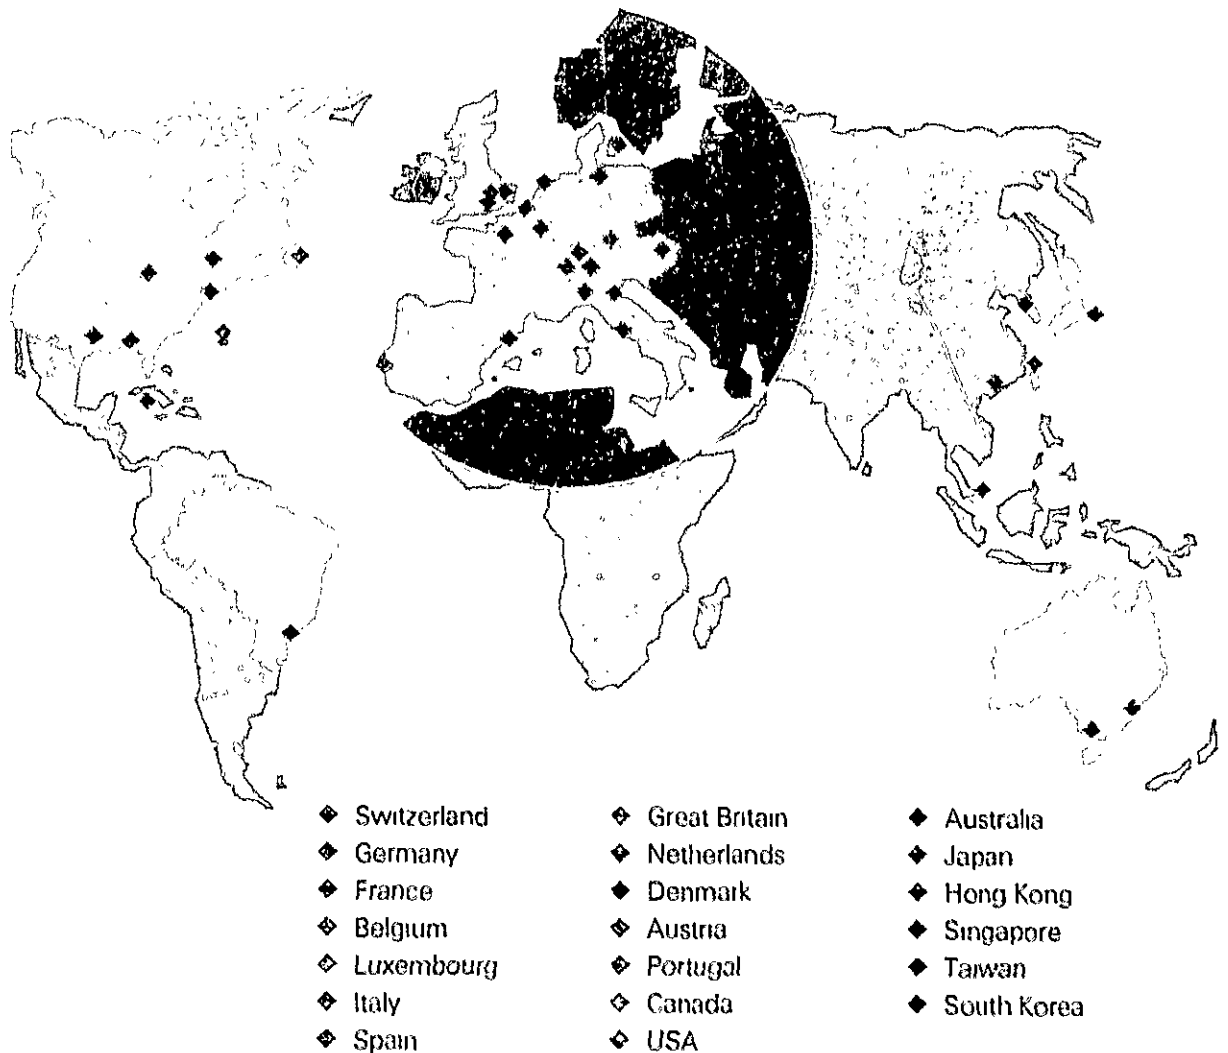 Switzerland
Germany
France
Belgium
Luxembourg
Italy
Spain
Great Britain
Netherlands
Denmark
Austria
Portugal
Canada
USA
Australia
Japan
Hong Kong
Singapore
Taiwan
South Korea